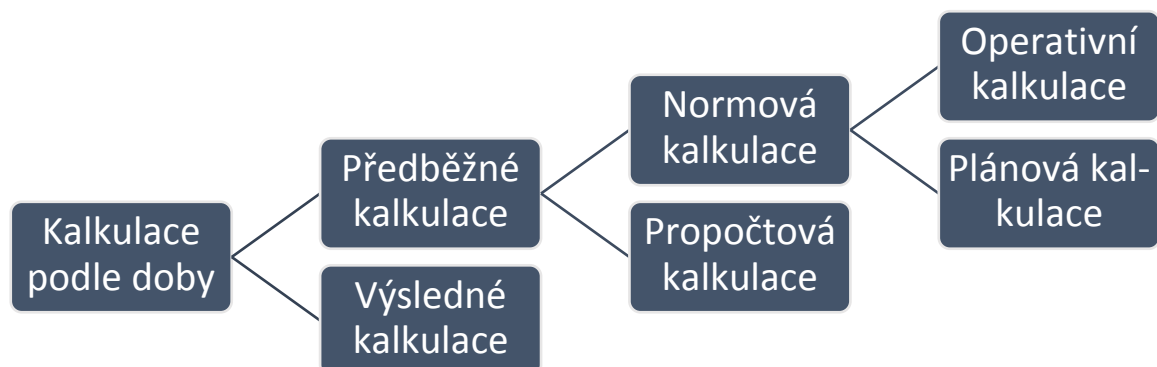 Kalkulace
podle doby
Předběžné
kalkulace
Výsledné
kalkulace
Normová
kalkulace
Propočtová
kalkulace
Operativní
kalkulace
Plánová kal-
kulace